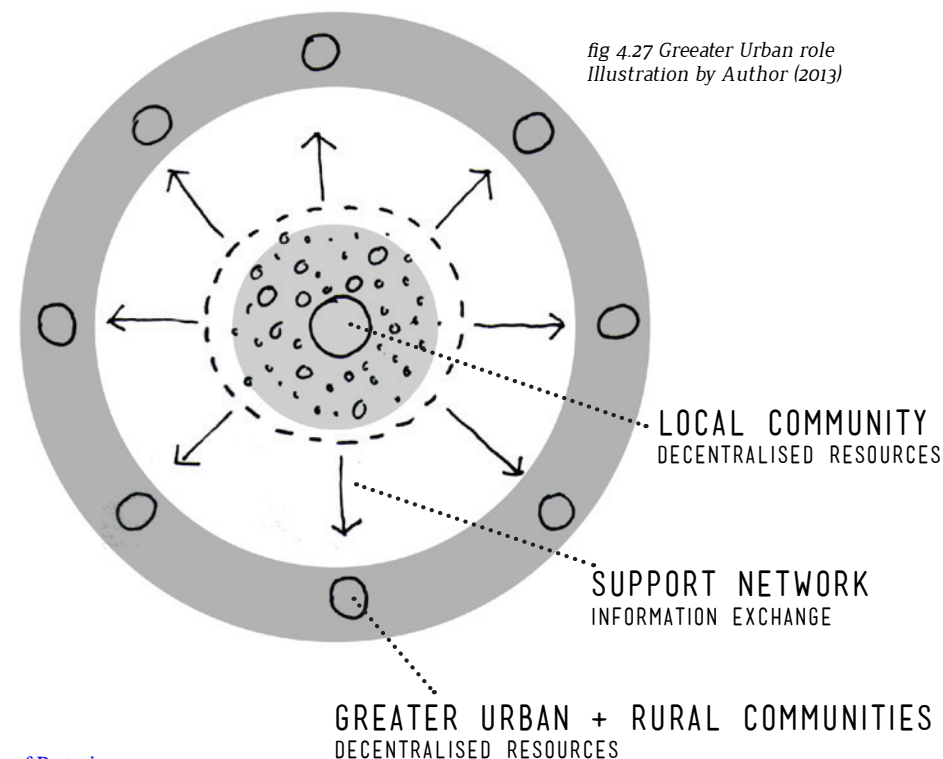 fig 4.27 Greeater Urban role
Illustration by Author (2013)
LOCAL COMMUNITY
DECENTRALISED RESOURCES
SUPPORT NETWORK
INFORMATION EXCHANGE
GREATER URBAN + RURAL COMMUNITIES
DECENTRALISED RESOURCES